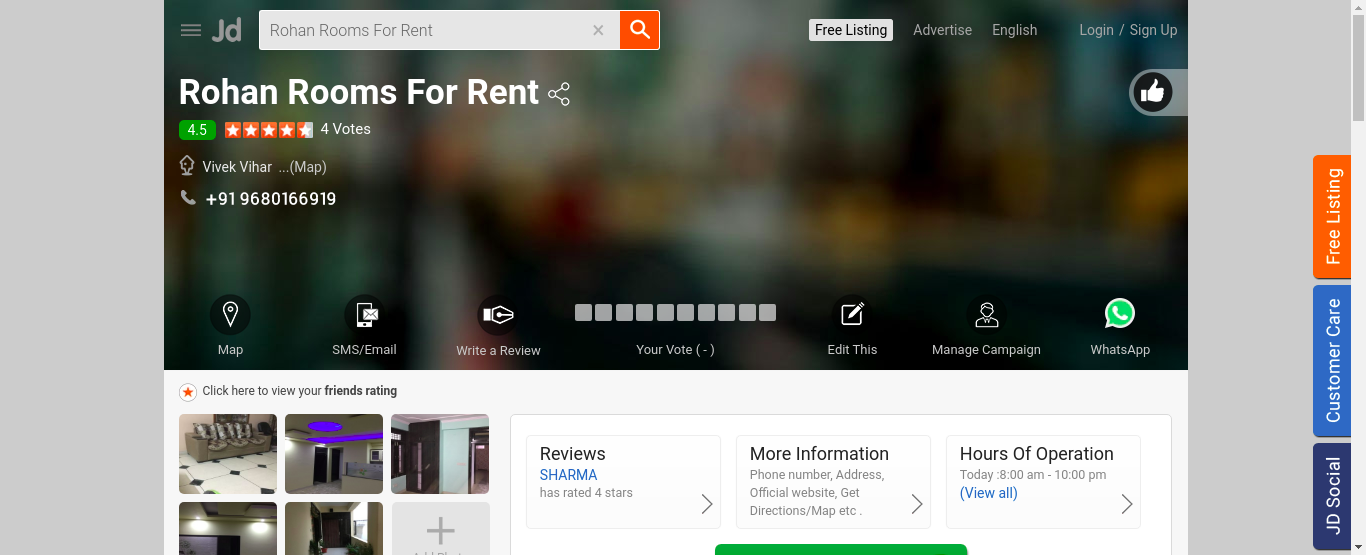 Jd
Rohan Rooms For Rent
Free Listing
Advertise
English
Login / Sign Up
Rohan Rooms For Rent
4.5
4 Votes
Vivek Vihar ...(Map)
+91 9680166919
Map
SMS/Email
Write a Review
Your Vote ( - )
Edit This
Manage Campaign
WhatsApp
Click here to view your friends rating
Reviews
SHARMA
has rated 4 stars
More Information
Phone number, Address,
Official website, Get
Directions/Map etc .
Hours Of Operation
Today :8:00 am - 10:00 pm
(View all)
Free Listing
Customer Care
JD Social